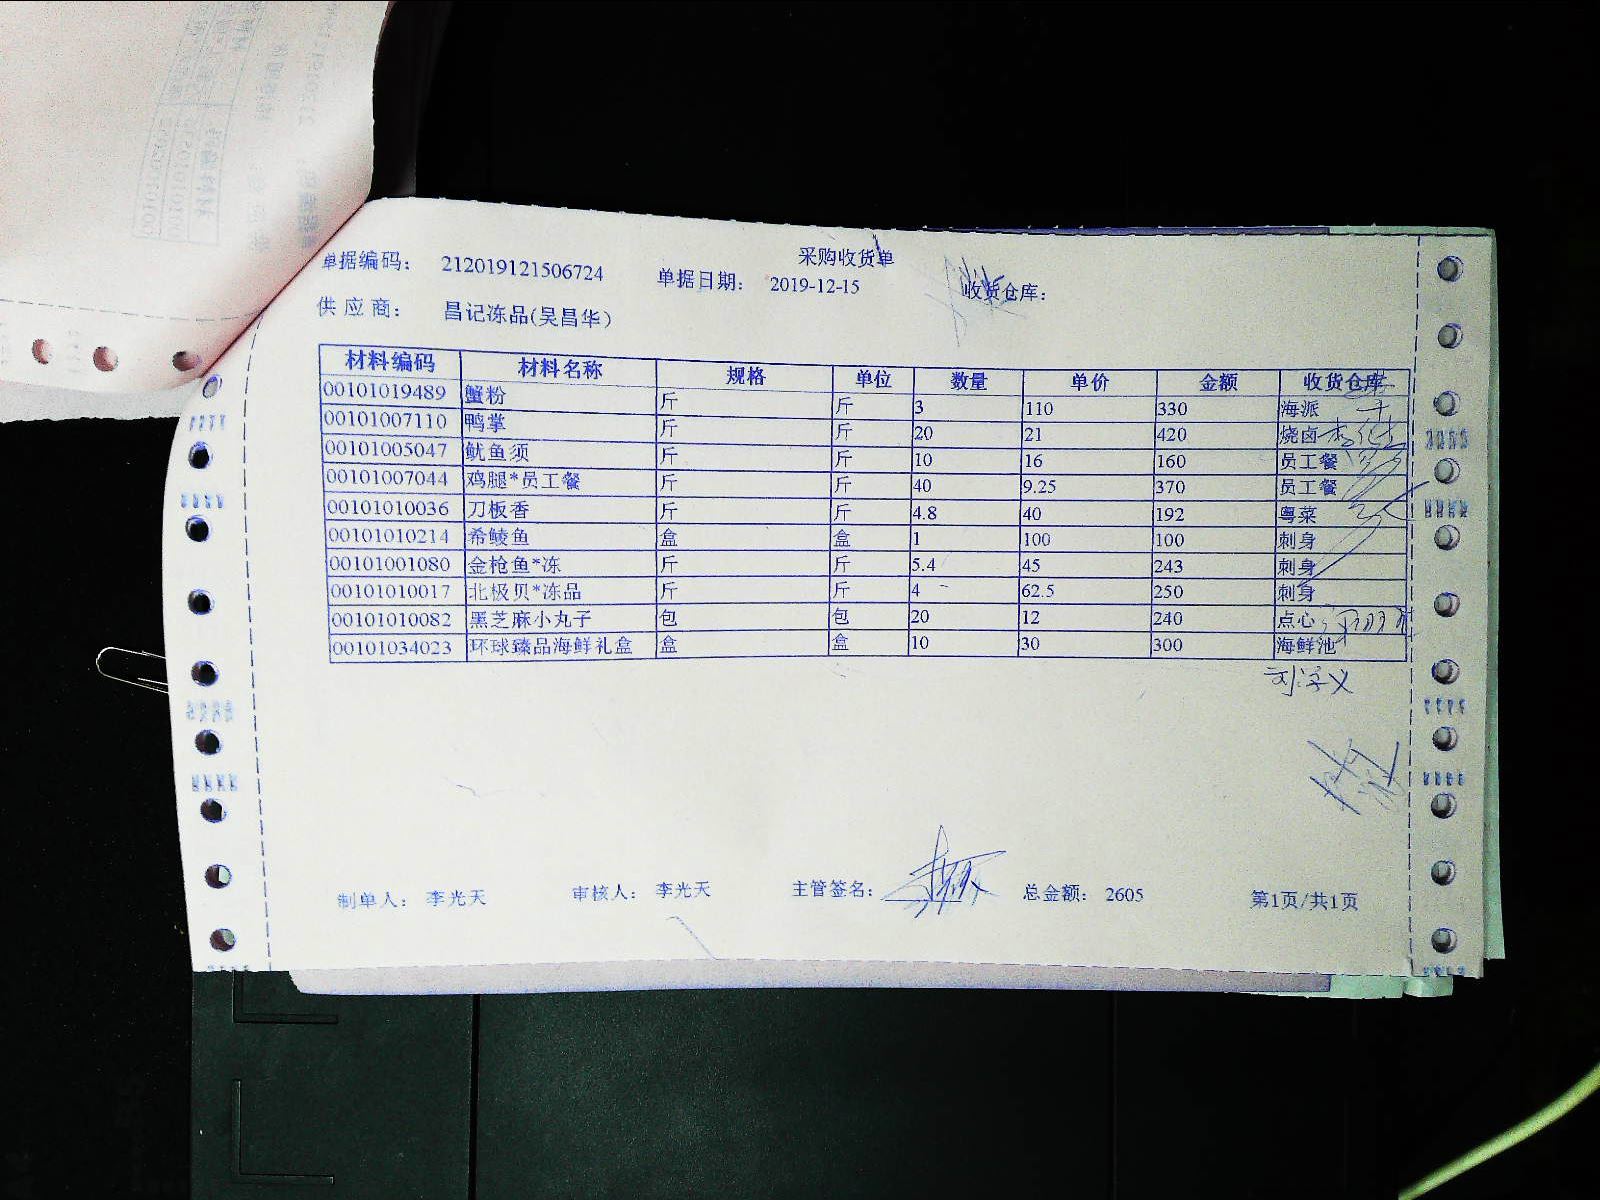 采购收货单
单据编码： 212019121506724 单据日期： 2019-12-15 收货仓库：
供应商： 昌记冻品(吴昌华)
材料编码 材料名称 规格 单位 数量 单价 金额 收货仓库
00101019489 蟹粉 斤 斤 3 110 330 海派
00101007110 鸭掌 斤 斤 20 21 420 烧卤
00101005047 鱿鱼须 斤 斤 10 16 160 员工餐
00101007044 鸡腿*员工餐 斤 斤 40 9.25 370 员工餐
00101010036 刀板香 斤 斤 4.8 40 192 粤菜
00101010214 希鲮鱼 盒 盒 1 100 100 刺身
00101001080 金枪鱼*冻 斤 斤 5.4 45 243 刺身
00101010017 北极贝*冻品 斤 斤 4 62.5 250 刺身
00101010082 黑芝麻小丸子 包 包 20 12 240 点心
00101034023 环球臻品海鲜礼盒 盒 盒 10 30 300 海鲜池
制单人： 李光天 审核人： 李光天 主管签名： 总金额： 2605 第1页/共1页